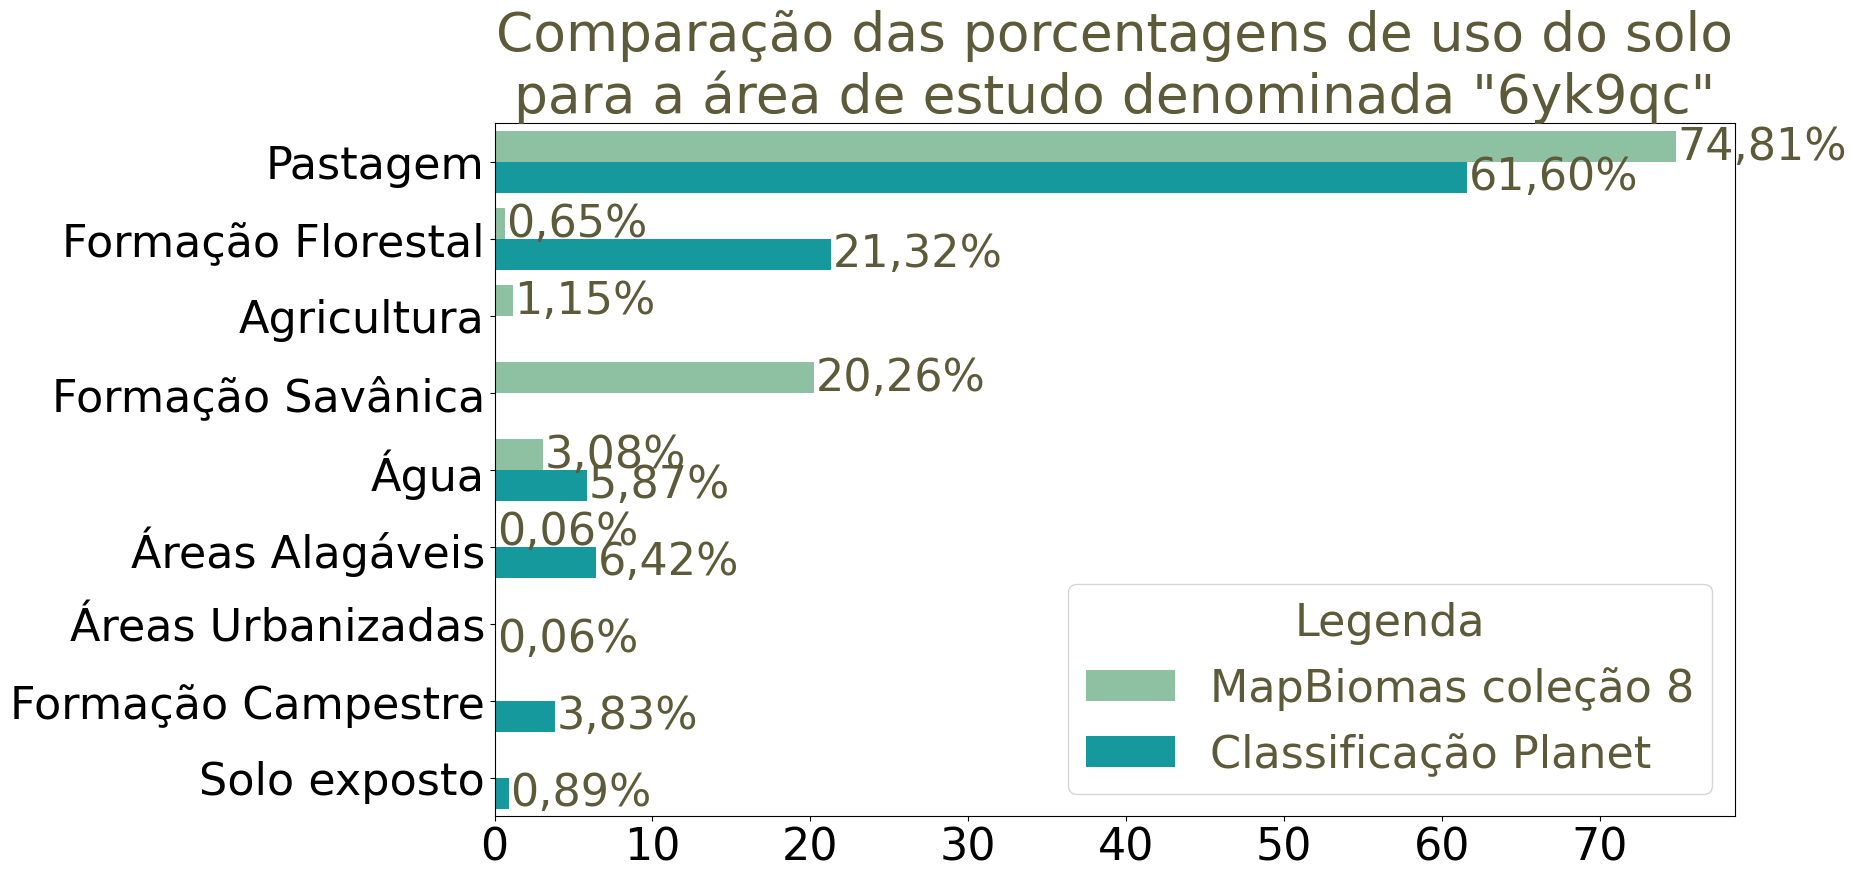 Comparação das porcentagens de uso do solo
para a área de estudo denominada "6yk9qc"
Pastagem
74,81%
61,60%
Formação Florestal
0,65%
21,32%
Agricultura
1,15%
Formação Savânica
20,26%
Água
3,08%
5,87%
Áreas Alagáveis
0,06%
6,42%
Áreas Urbanizadas
0,06%
Formação Campestre
3,83%
Solo exposto
0,89%
Legenda
MapBiomas coleção 8
Classificação Planet
0 10 20 30 40 50 60 70